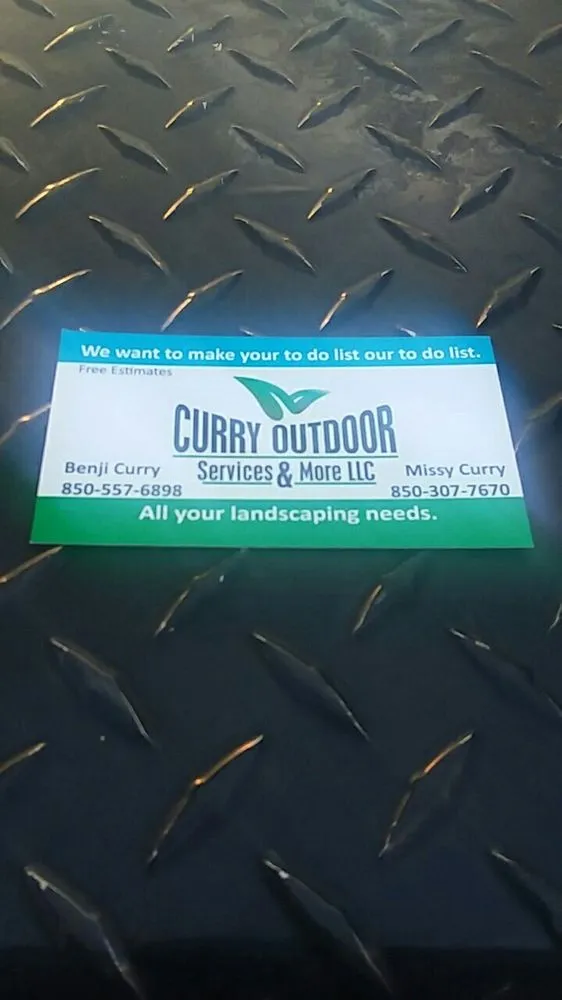 We want to make your to do list our to do list.
Free Estimates
CURRY OUTDOOR
Services & More LLC
Benji Curry
850-557-6898
Missy Curry
850-307-7670
All your landscaping needs.